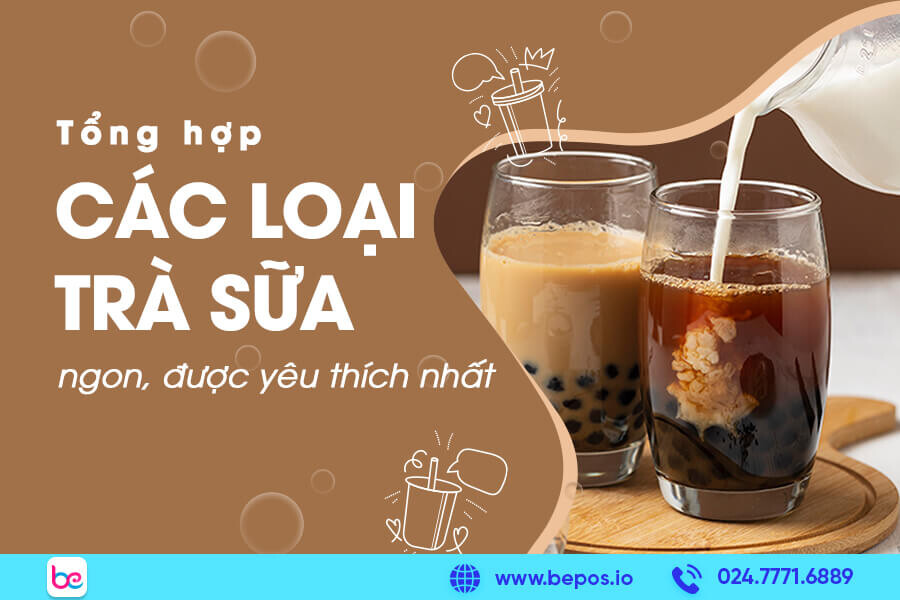 Tổng hợp
CÁC LOẠI
TRÀ SỮA
ngon, được yêu thích nhất
be
www.bepos.io
024.7771.6889